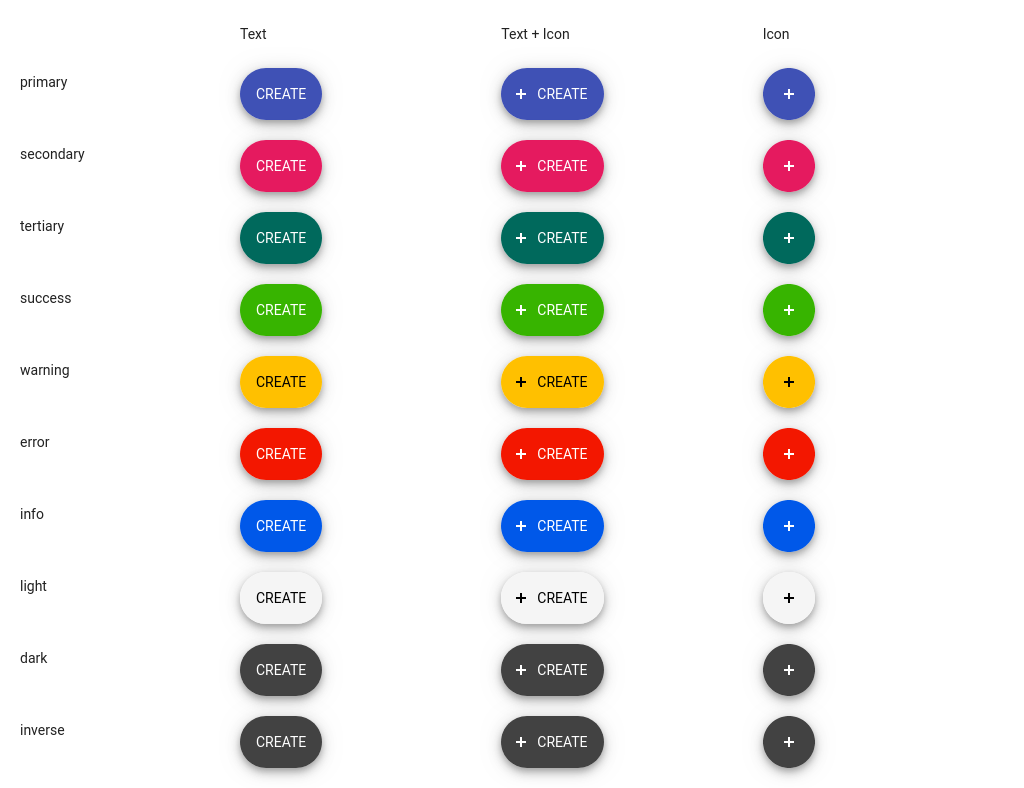 Text Text + Icon Icon
primary CREATE + CREATE +
secondary CREATE + CREATE +
tertiary CREATE + CREATE +
success CREATE + CREATE +
warning CREATE + CREATE +
error CREATE + CREATE +
info CREATE + CREATE +
light CREATE + CREATE +
dark CREATE + CREATE +
inverse CREATE + CREATE +